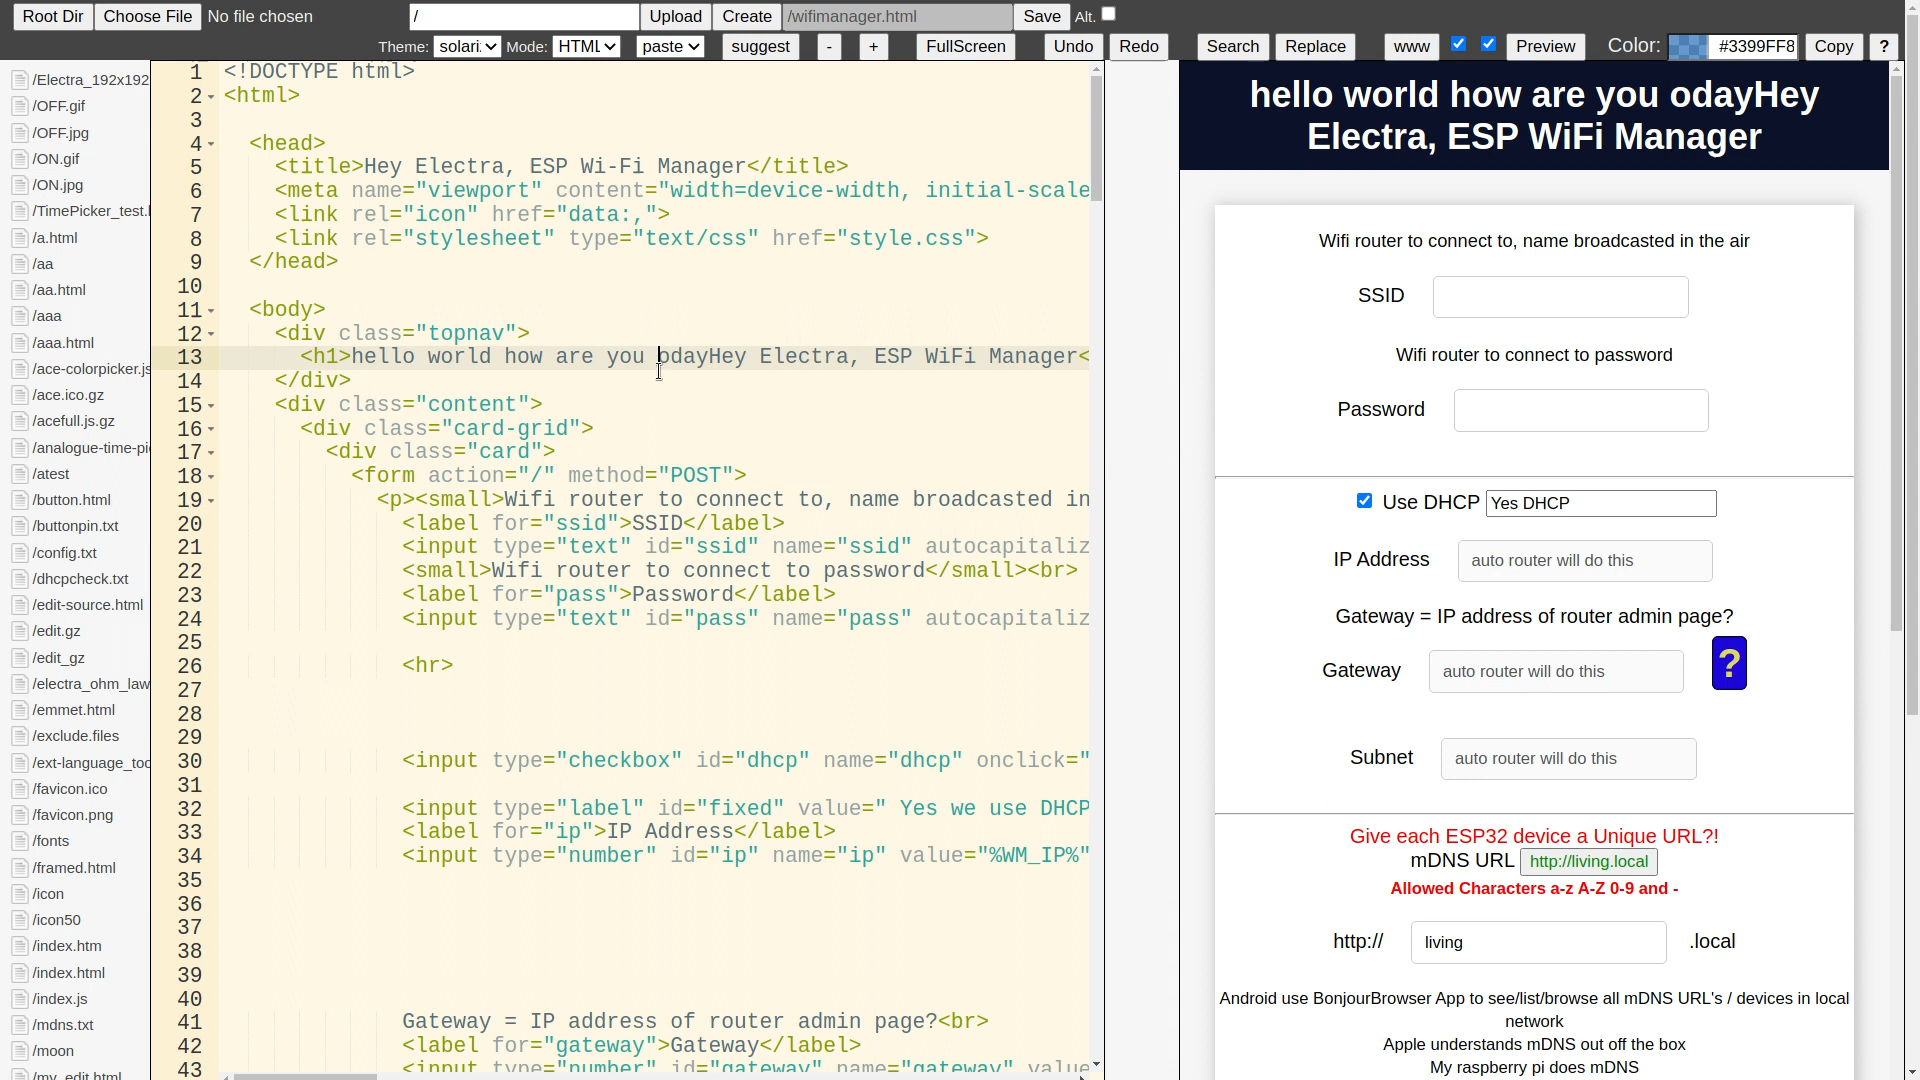 Root Dir Choose File No file chosen / Upload Create /wifimanager.html Save Alt.
Theme: solari: Mode: HTML paste suggest - + FullScreen Undo Redo Search Replace www Preview Color: #3399FF8 Copy ?
/Electra_192x192
/OFF.gif
/OFF.jpg
/ON.gif
/ON.jpg
/TimePicker_test.
/a.html
/aa
/aa.html
/aaa
/aaa.html
/ace-colorpicker.js
/ace.ico.gz
/acefull.js.gz
/analogue-time-pi
/atest
/button.html
/buttonpin.txt
/config.txt
/dhcpcheck.txt
/edit-source.html
/edit.gz
/edit_gz
/electra_ohm_law
/emmet.html
/exclude.files
/ext-language_too
/favicon.ico
/favicon.png
/fonts
/framed.html
/icon
/icon50
/index.htm
/index.html
/index.js
/mdns.txt
/moon
/my_edit.html
1 <!DOCTYPE html>
2 <html>
3
4 <head>
5 <title>Hey Electra, ESP Wi-Fi Manager</title>
6 <meta name="viewport" content="width=device-width, initial-scale
7 <link rel="icon" href="data:,">
8 <link rel="stylesheet" type="text/css" href="style.css">
9 </head>
10
11 <body>
12 <div class="topnav">
13 <h1>hello world how are you odayHey Electra, ESP WiFi Manager<
14 </div>
15 <div class="content">
16 <div class="card-grid">
17 <div class="card">
18 <form action="/" method="POST">
19 <p><small>Wifi router to connect to, name broadcasted in
20 <label for="ssid">SSID</label>
21 <input type="text" id="ssid" name="ssid" autocapitaliz
22 <small>Wifi router to connect to password</small><br>
23 <label for="pass">Password</label>
24 <input type="text" id="pass" name="pass" autocapitaliz
25
26 <hr>
27
28
29
30 <input type="checkbox" id="dhcp" name="dhcp" onclick="
31
32 <input type="label" id="fixed" value=" Yes we use DHCP
33 <label for="ip">IP Address</label>
34 <input type="number" id="ip" name="ip" value="%WM_IP%"
35
36
37
38
39
40
41 Gateway = IP address of router admin page?<br>
42 <label for="gateway">Gateway</label>
43 <input type="number" id="gateway" name="gateway" value
hello world how are you odayHey
Electra, ESP WiFi Manager
Wifi router to connect to, name broadcasted in the air
SSID
Wifi router to connect to password
Password
Use DHCP Yes DHCP
IP Address auto router will do this
Gateway = IP address of router admin page?
Gateway auto router will do this ?
Subnet auto router will do this
Give each ESP32 device a Unique URL?!
mDNS URL http://living.local
Allowed Characters a-z A-Z 0-9 and -
http:// living .local
Android use BonjourBrowser App to see/list/browse all mDNS URL's / devices in local
network
Apple understands mDNS out off the box
My raspberry pi does mDNS